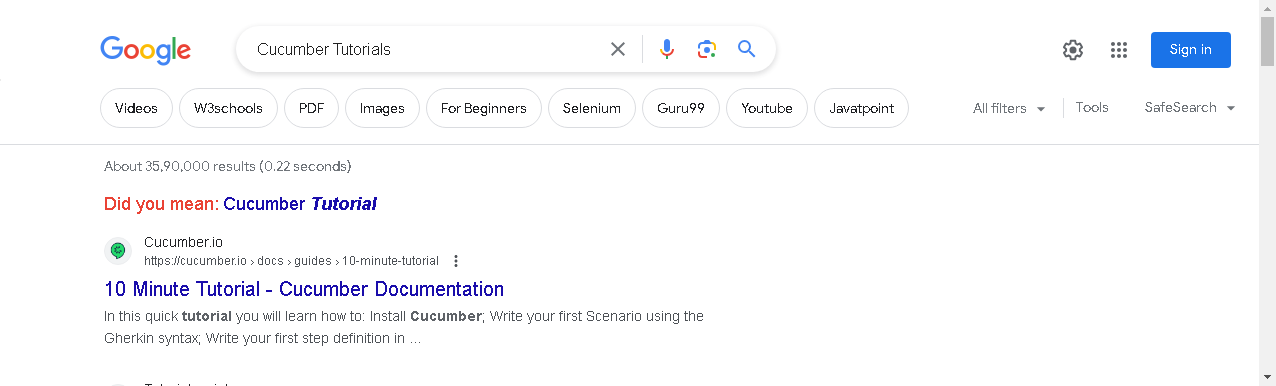 Google Cucumber Tutorials Sign in
Videos W3schools PDF Images For Beginners Selenium Guru99 Youtube Javatpoint All filters Tools SafeSearch
About 35,90,000 results (0.22 seconds)
Did you mean: Cucumber Tutorial
Cucumber.io
https://cucumber.io › docs › guides › 10-minute-tutorial
10 Minute Tutorial - Cucumber Documentation
In this quick tutorial you will learn how to: Install Cucumber; Write your first Scenario using the
Gherkin syntax; Write your first step definition in ...